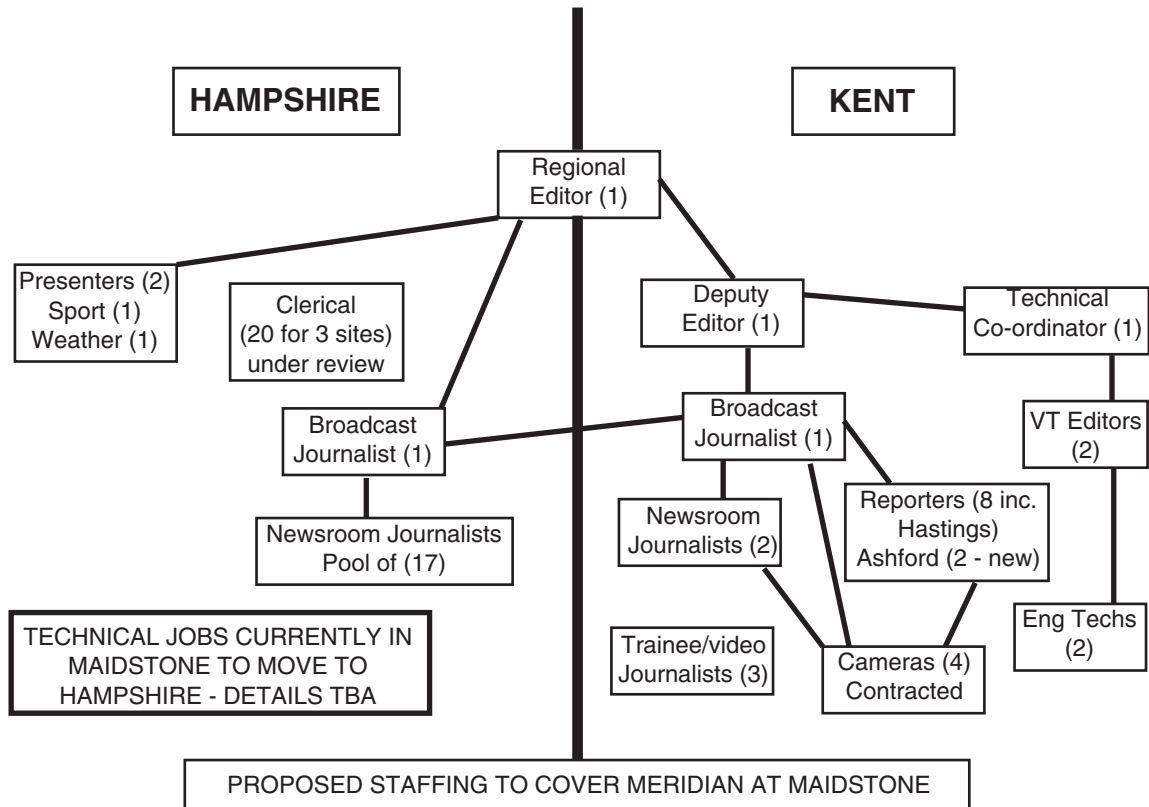 HAMPSHIRE
KENT
Regional
Editor (1)
Presenters (2)
Sport (1)
Weather (1)
Clerical
(20 for 3 sites)
under review
Deputy
Editor (1)
Technical
Co-ordinator (1)
Broadcast
Journalist (1)
Broadcast
Journalist (1)
VT Editors
(2)
Newsroom Journalists
Pool of (17)
Newsroom
Journalists (2)
Reporters (8 inc.
Hastings)
Ashford (2 - new)
TECHNICAL JOBS CURRENTLY IN
MAIDSTONE TO MOVE TO
HAMPSHIRE - DETAILS TBA
Trainee/video
Journalists (3)
Cameras (4)
Contracted
Eng Techs
(2)
PROPOSED STAFFING TO COVER MERIDIAN AT MAIDSTONE